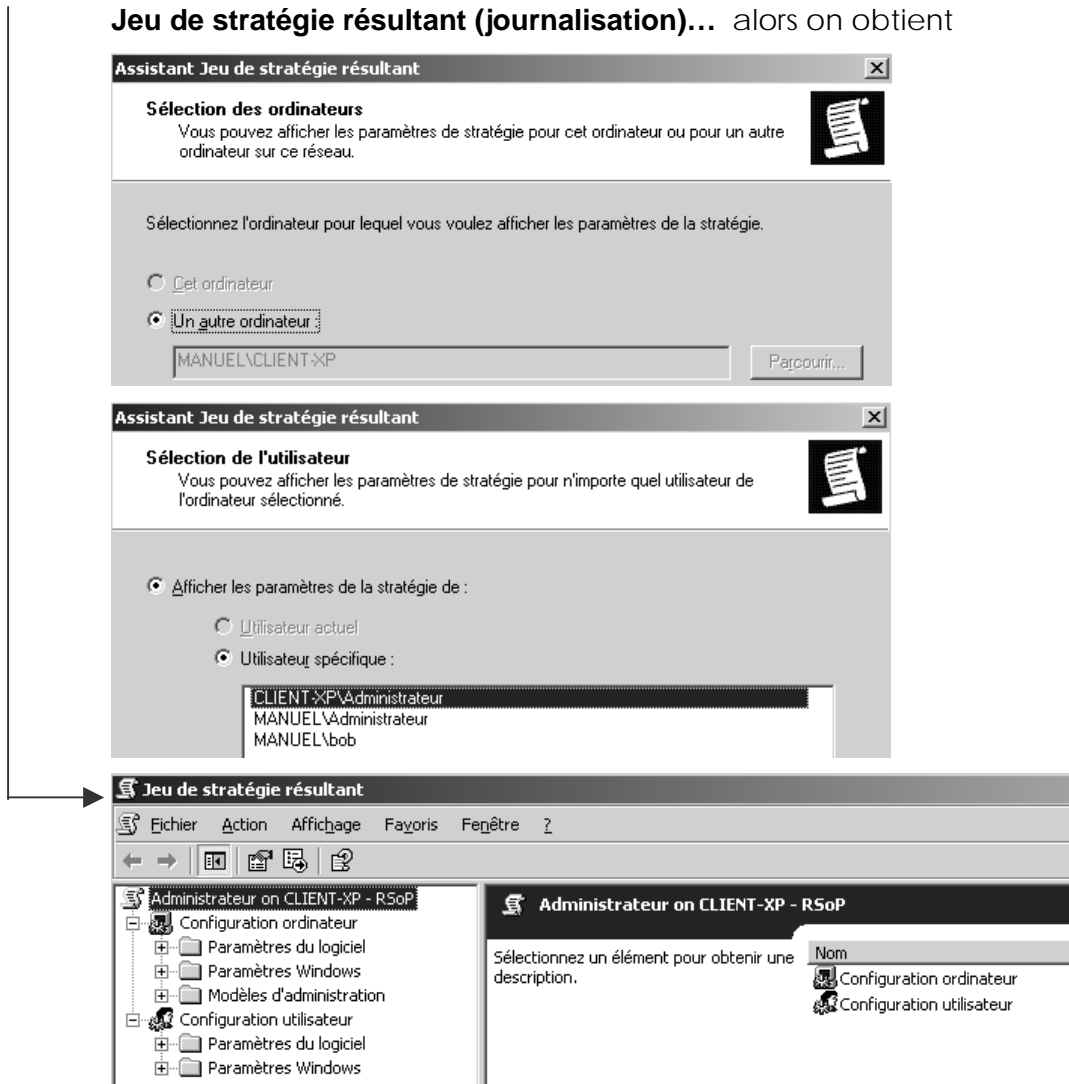 Jeu de stratégie résultant (journalisation)… alors on obtient
Assistant Jeu de stratégie résultant
Sélection des ordinateurs
Vous pouvez afficher les paramètres de stratégie pour cet ordinateur ou pour un autre
ordinateur sur ce réseau.
Sélectionnez l'ordinateur pour lequel vous voulez afficher les paramètres de la stratégie.
Cet ordinateur
Un autre ordinateur :
MANUEL\CLIENT-XP
Parcourir...
Assistant Jeu de stratégie résultant
Sélection de l'utilisateur
Vous pouvez afficher les paramètres de stratégie pour n'importe quel utilisateur de
l'ordinateur sélectionné.
Afficher les paramètres de la stratégie de :
Utilisateur actuel
Utilisateur spécifique :
CLIENT-XP\Administrateur
MANUEL\Administrateur
MANUEL\bob
Jeu de stratégie résultant
Fichier Action Affichage Favoris Fenêtre ?
Administrateur on CLIENT-XP - RSoP
Configuration ordinateur
Paramètres du logiciel
Paramètres Windows
Modèles d'administration
Configuration utilisateur
Paramètres du logiciel
Paramètres Windows
Administrateur on CLIENT-XP - RSoP
Sélectionnez un élément pour obtenir une
description.
Nom
Configuration ordinateur
Configuration utilisateur